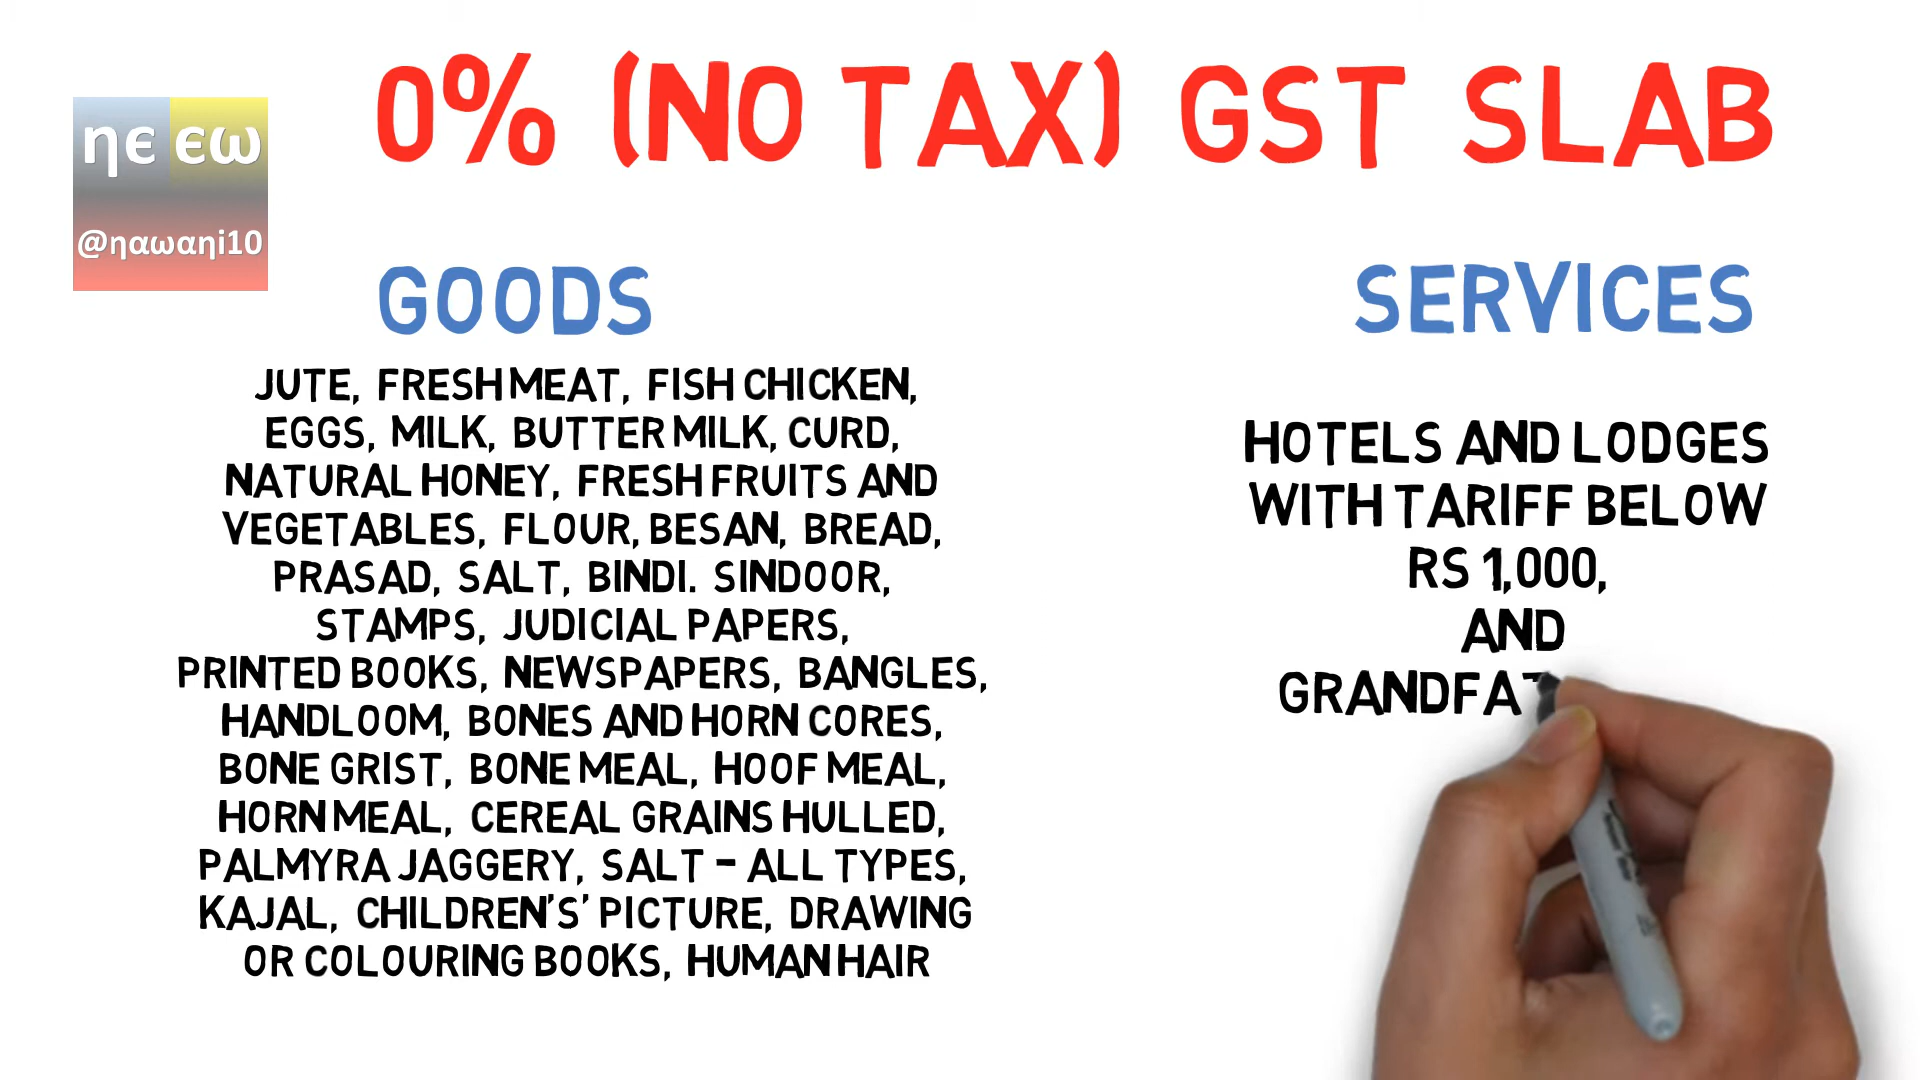 0% (NO TAX) GST SLAB
ηє єω
@ηαωαηi10
GOODS
JUTE, FRESH MEAT, FISH CHICKEN,
EGGS, MILK, BUTTER MILK, CURD,
NATURAL HONEY, FRESH FRUITS AND
VEGETABLES, FLOUR, BESAN, BREAD,
PRASAD, SALT, BINDI. SINDOOR,
STAMPS, JUDICIAL PAPERS,
PRINTED BOOKS, NEWSPAPERS, BANGLES,
HANDLOOM, BONES AND HORN CORES,
BONE GRIST, BONE MEAL, HOOF MEAL,
HORN MEAL, CEREAL GRAINS HULLED,
PALMYRA JAGGERY, SALT - ALL TYPES,
KAJAL, CHILDREN'S' PICTURE, DRAWING
OR COLOURING BOOKS, HUMAN HAIR
SERVICES
HOTELS AND LODGES
WITH TARIFF BELOW
RS 1,000,
AND
GRANDFAT